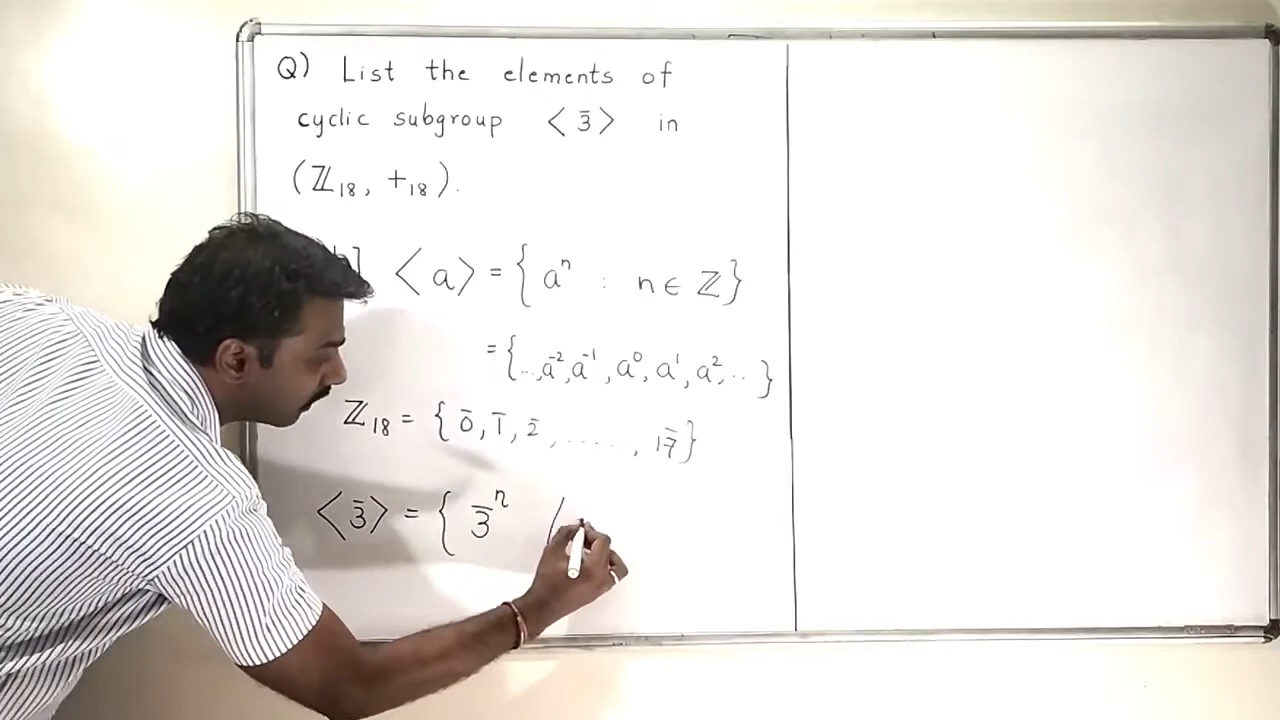 Q) List the elements of
cyclic subgroup < 3̄ > in
(ℤ₁₈, +₁₈).
<a> = { aⁿ : n ∈ ℤ }
= { ..., a⁻², a⁻¹, a⁰, a¹, a², .. }
ℤ₁₈ = { 0̄, 1̄, 2̄, ......, 17̄ }
<3̄> = { 3̄ⁿ /